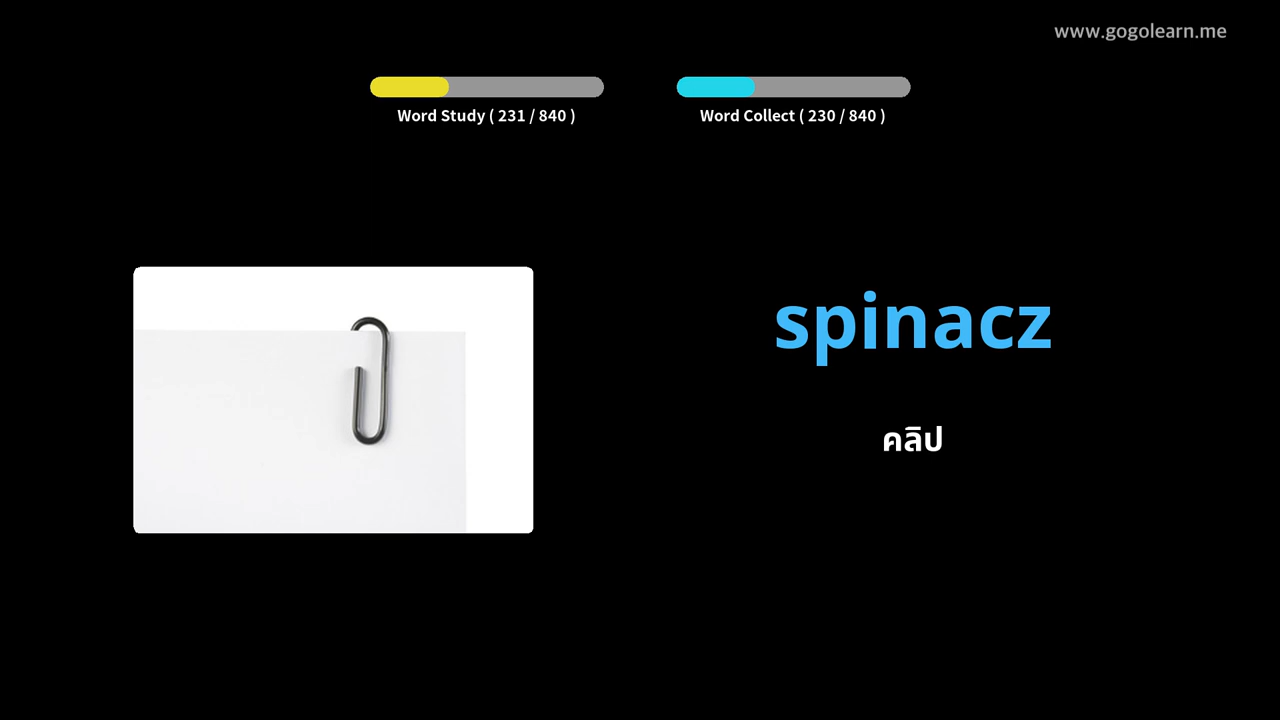 www.gogolearn.me
Word Study ( 231 / 840 )
Word Collect ( 230 / 840 )
spinacz
คลิป